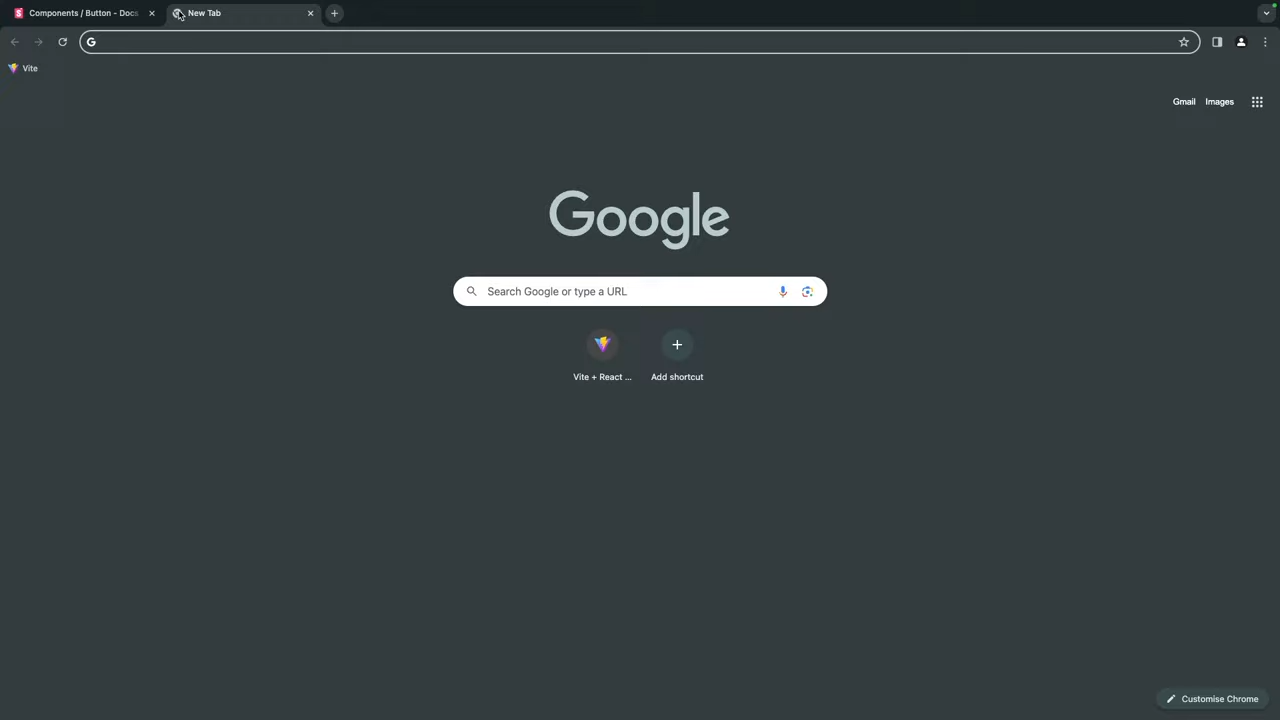 Components / Button - Docs
New Tab
Vite
Gmail
Images
Google
Search Google or type a URL
Vite + React ...
Add shortcut
Customise Chrome